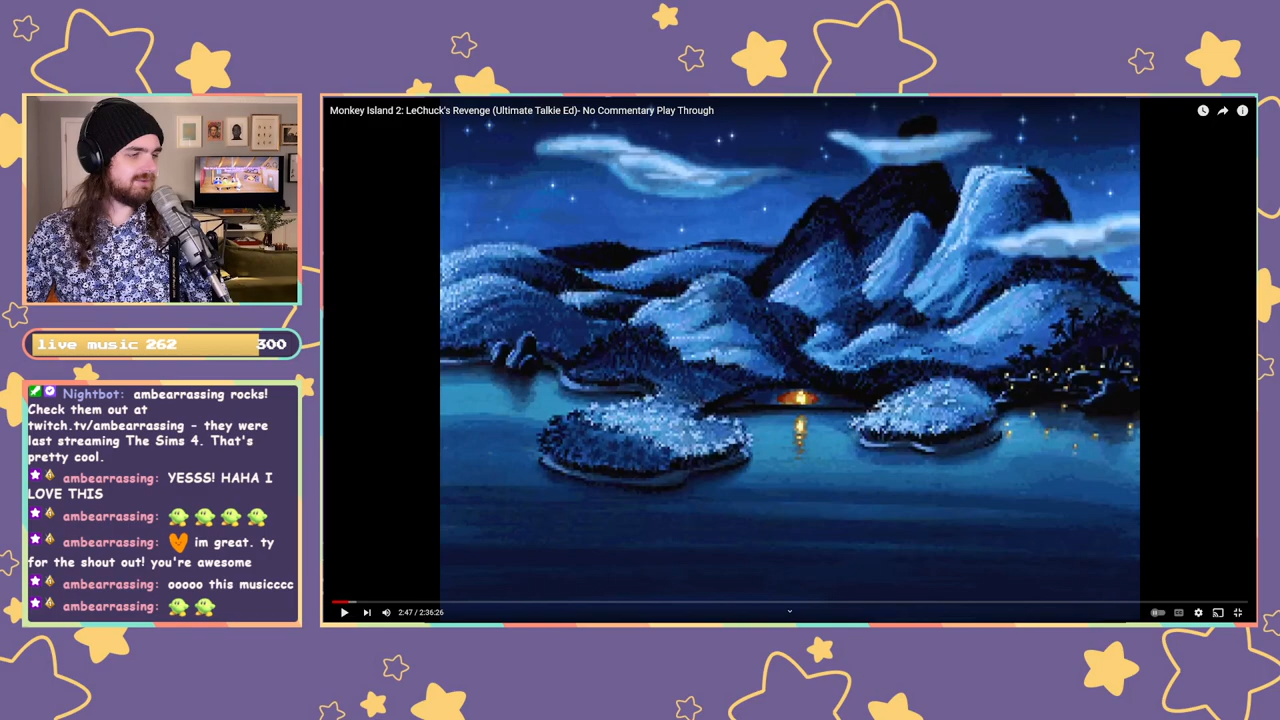 Monkey Island 2: LeChuck's Revenge (Ultimate Talkie Ed)- No Commentary Play Through
live music 262 300
Nightbot: ambearrassing rocks!
Check them out at
twitch.tv/ambearrassing - they were
last streaming The Sims 4. That's
pretty cool.
ambearrassing: YESSS! HAHA I
LOVE THIS
ambearrassing:
ambearrassing: im great. ty
for the shout out! you're awesome
ambearrassing: ooooo this musicccc
ambearrassing:
2:47 / 2:36:26